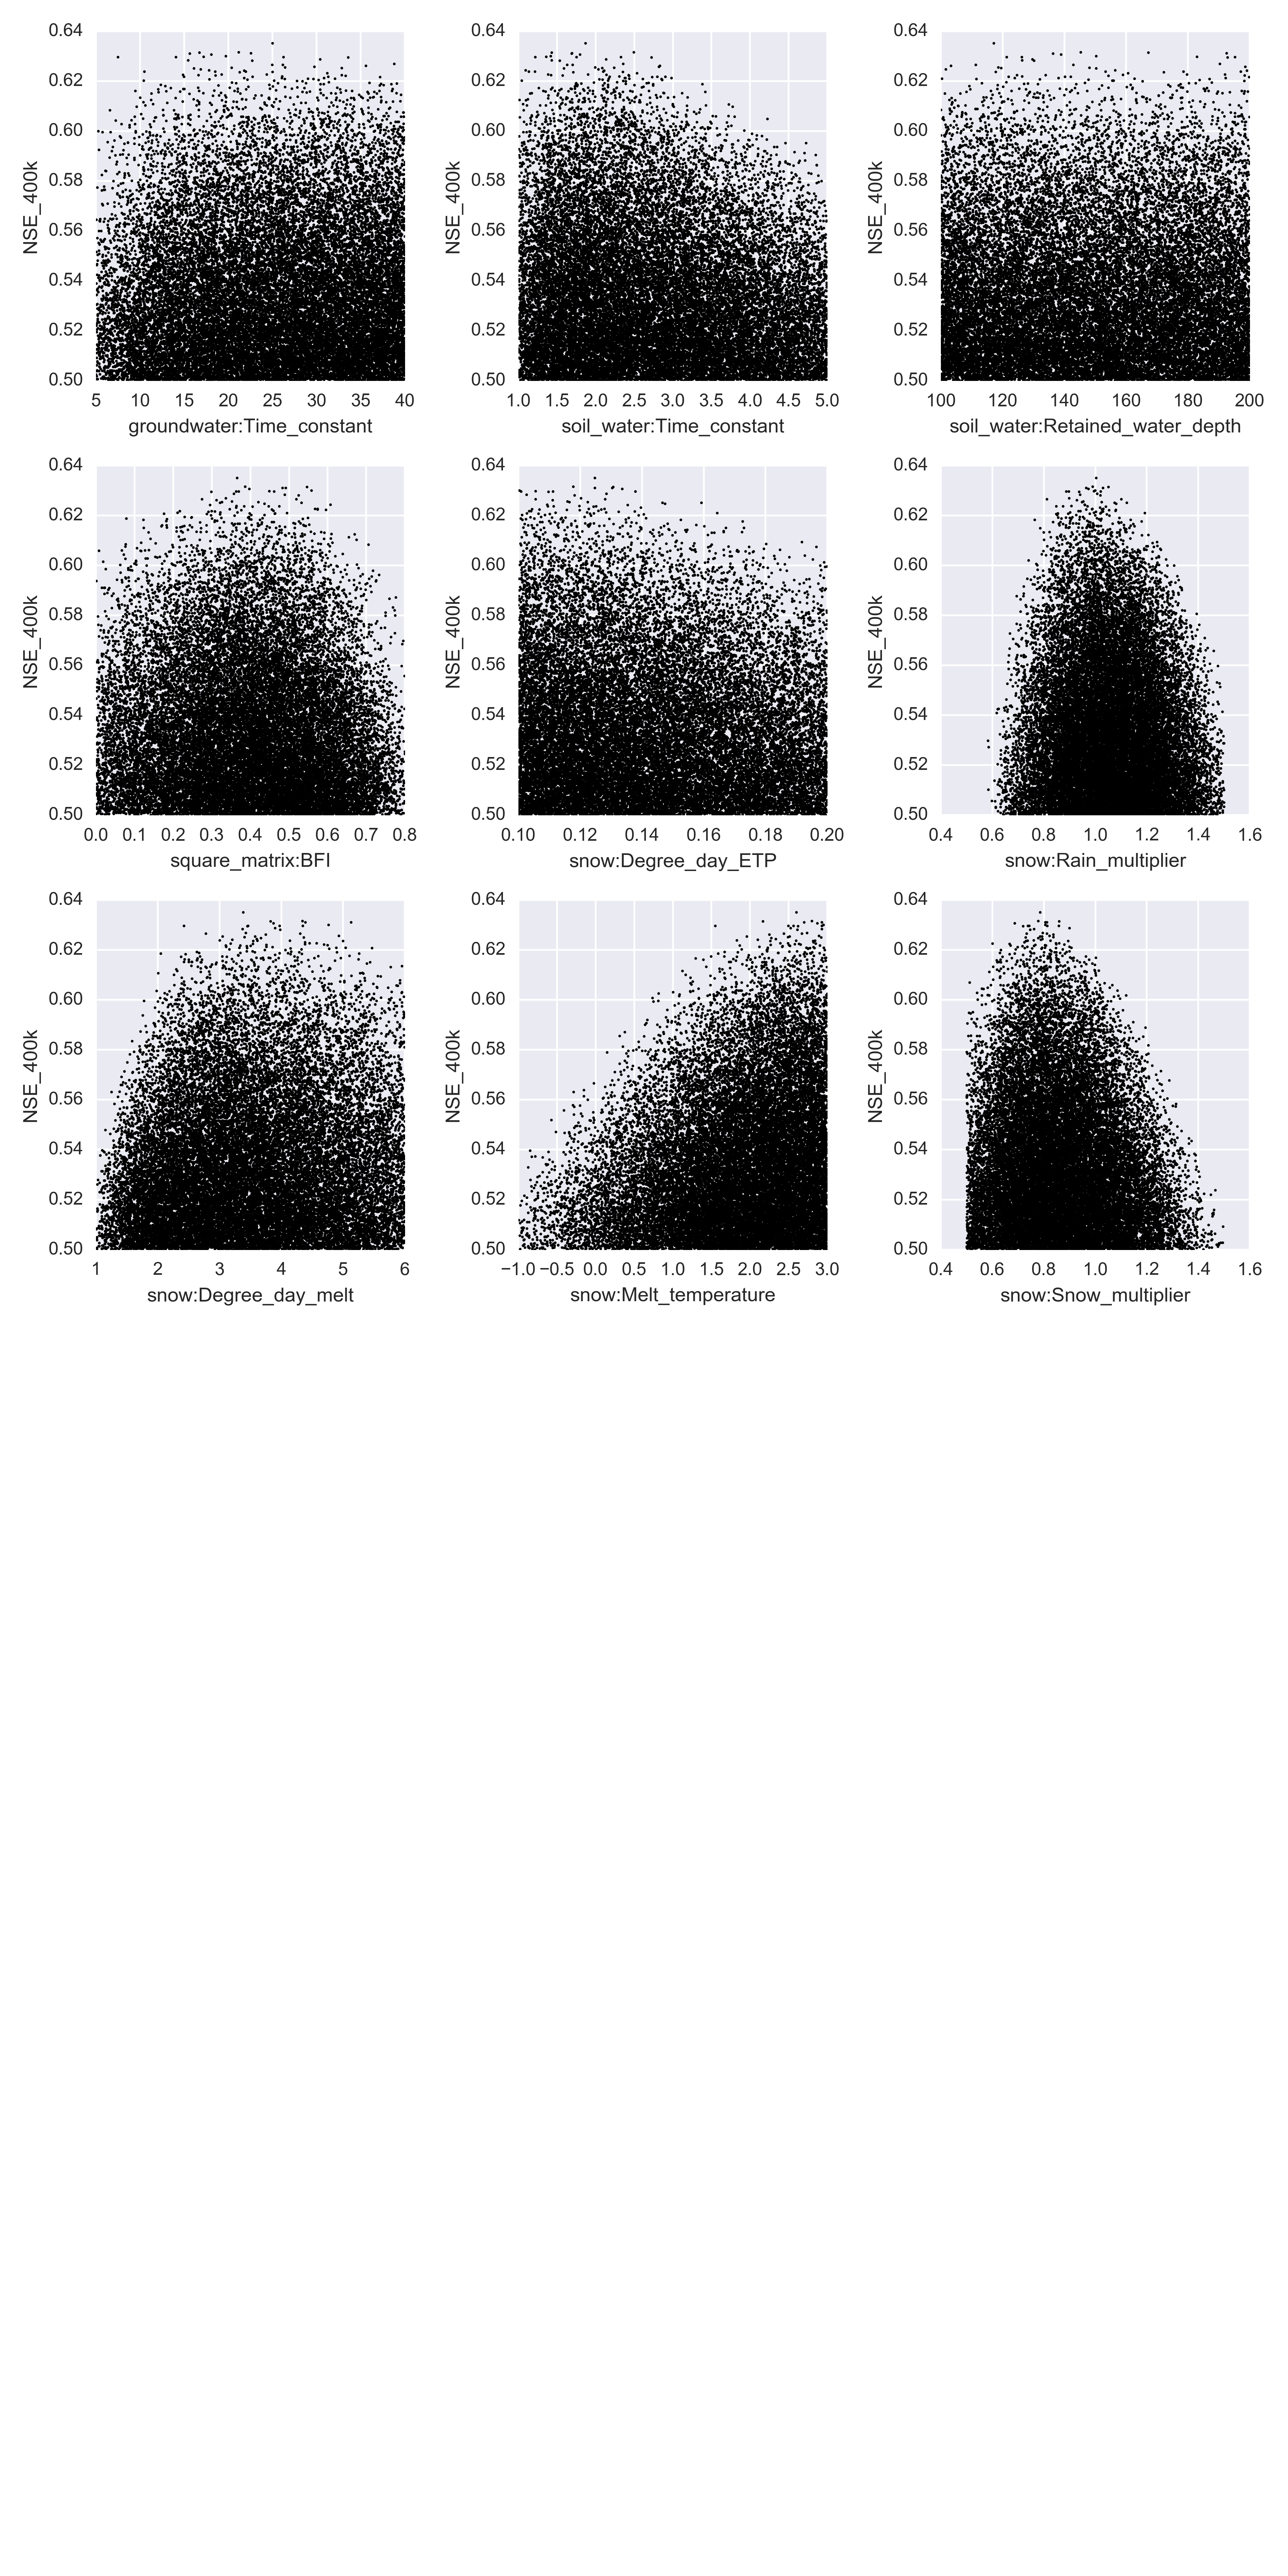 0.64
0.62
0.60
0.58
0.56
0.54
0.52
0.50
NSE_400k
5 10 15 20 25 30 35 40
groundwater:Time_constant
0.64
0.62
0.60
0.58
0.56
0.54
0.52
0.50
NSE_400k
1.0 1.5 2.0 2.5 3.0 3.5 4.0 4.5 5.0
soil_water:Time_constant
0.64
0.62
0.60
0.58
0.56
0.54
0.52
0.50
NSE_400k
100 120 140 160 180 200
soil_water:Retained_water_depth
0.64
0.62
0.60
0.58
0.56
0.54
0.52
0.50
NSE_400k
0.0 0.1 0.2 0.3 0.4 0.5 0.6 0.7 0.8
square_matrix:BFI
0.64
0.62
0.60
0.58
0.56
0.54
0.52
0.50
NSE_400k
0.10 0.12 0.14 0.16 0.18 0.20
snow:Degree_day_ETP
0.64
0.62
0.60
0.58
0.56
0.54
0.52
0.50
NSE_400k
0.4 0.6 0.8 1.0 1.2 1.4 1.6
snow:Rain_multiplier
0.64
0.62
0.60
0.58
0.56
0.54
0.52
0.50
NSE_400k
1 2 3 4 5 6
snow:Degree_day_melt
0.64
0.62
0.60
0.58
0.56
0.54
0.52
0.50
NSE_400k
−1.0 −0.5 0.0 0.5 1.0 1.5 2.0 2.5 3.0
snow:Melt_temperature
0.64
0.62
0.60
0.58
0.56
0.54
0.52
0.50
NSE_400k
0.4 0.6 0.8 1.0 1.2 1.4 1.6
snow:Snow_multiplier